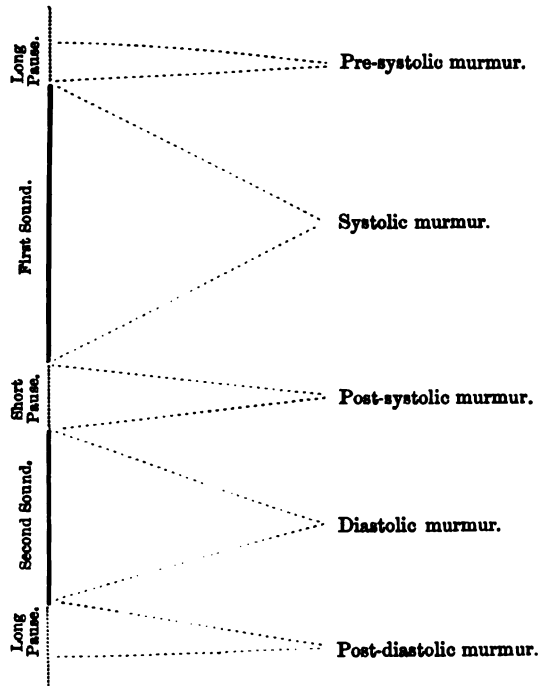 Long
Pause.
Pre-systolic murmur.
First Sound.
Systolic murmur.
Short
Pause.
Post-systolic murmur.
Second Sound.
Diastolic murmur.
Long
Pause.
Post-diastolic murmur.